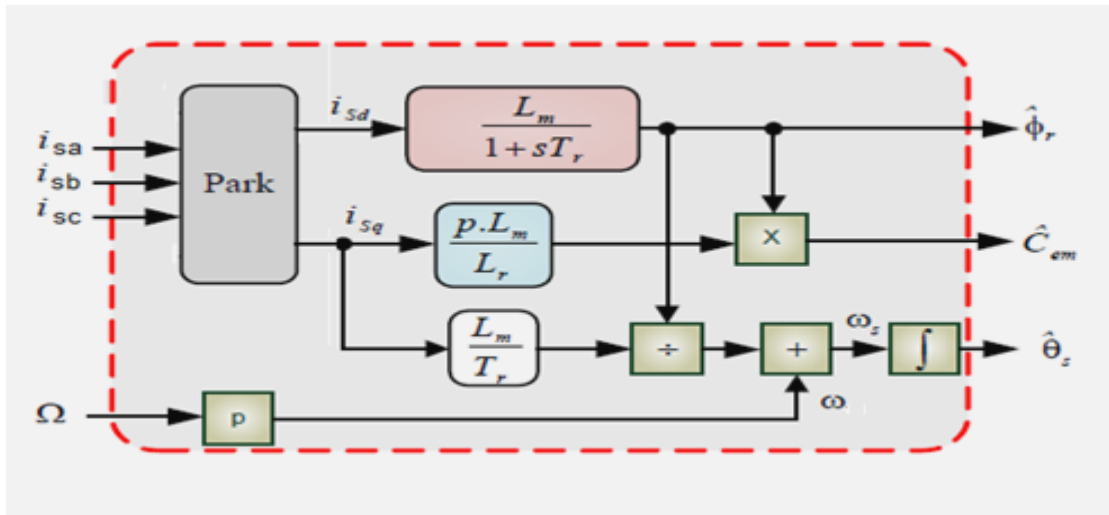 i_sa
i_sb
i_sc
Park
i_Sd
L_m
1 + sT_r
ϕ̂_r
i_Sq
p.L_m
L_r
x
Ĉ_em
L_m
T_r
÷
+
ω_s
∫
θ̂_s
Ω
p
ω